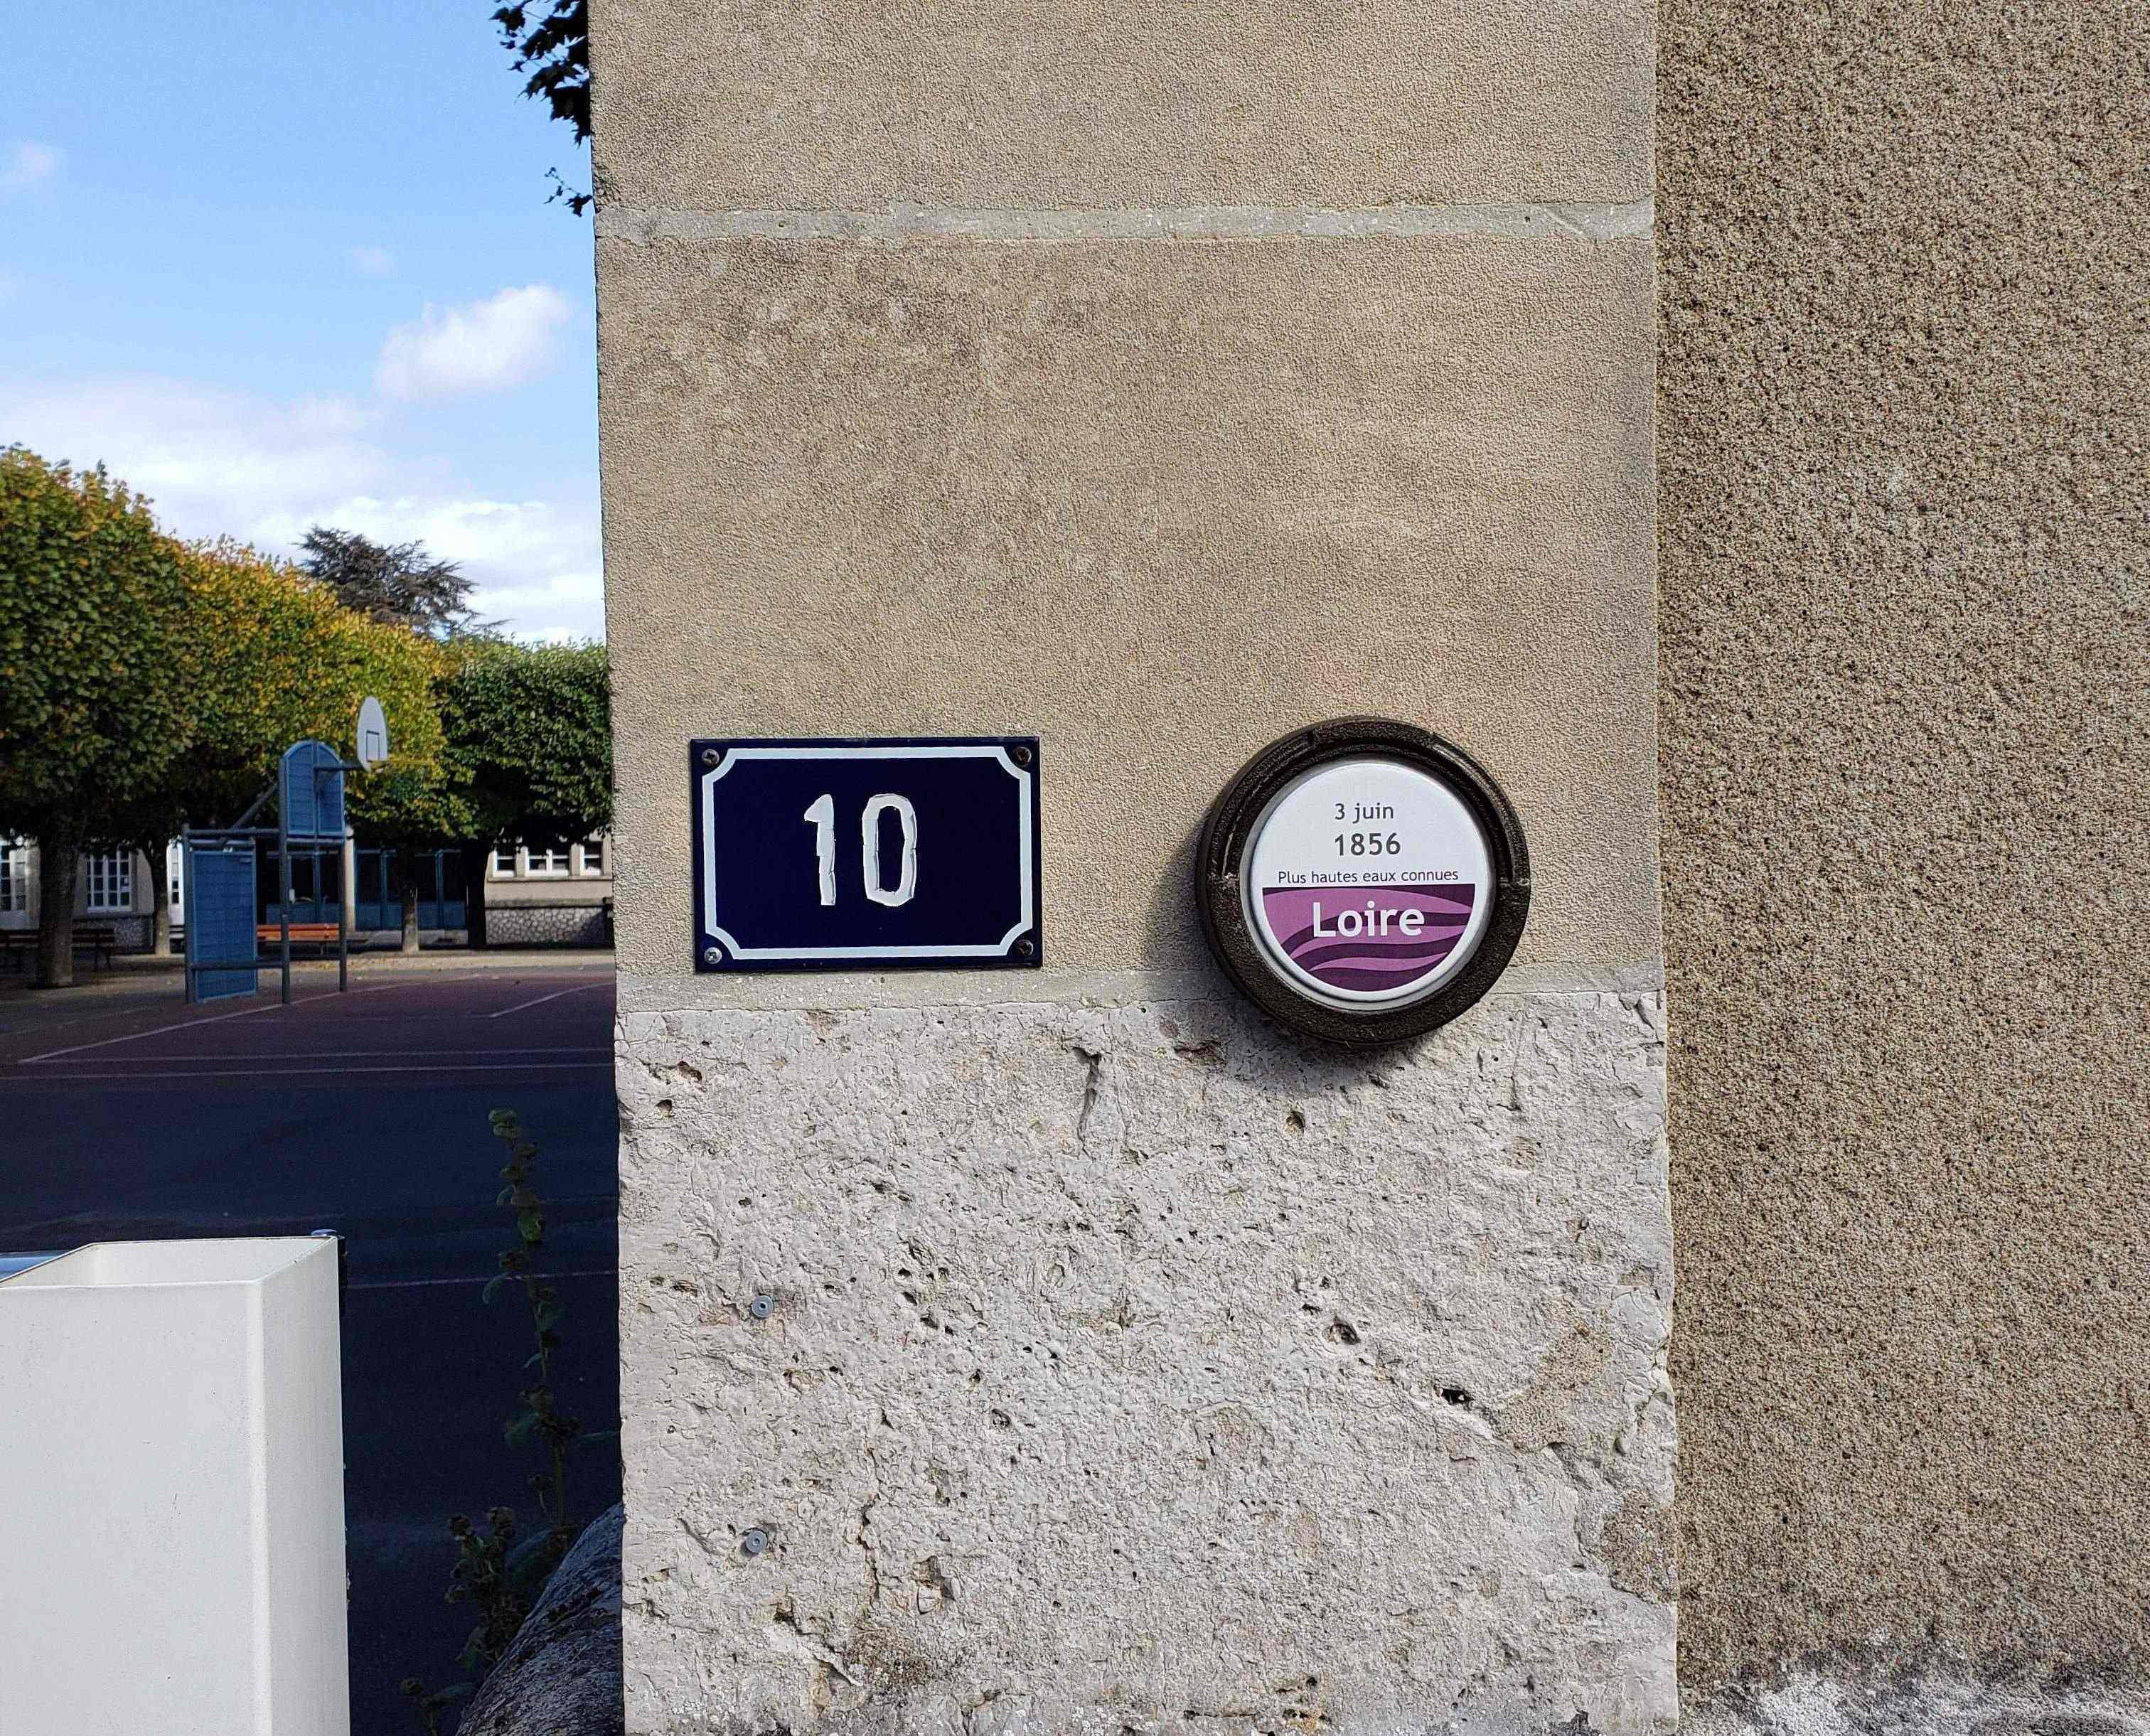 10
3 juin
1856
Plus hautes eaux connues
Loire